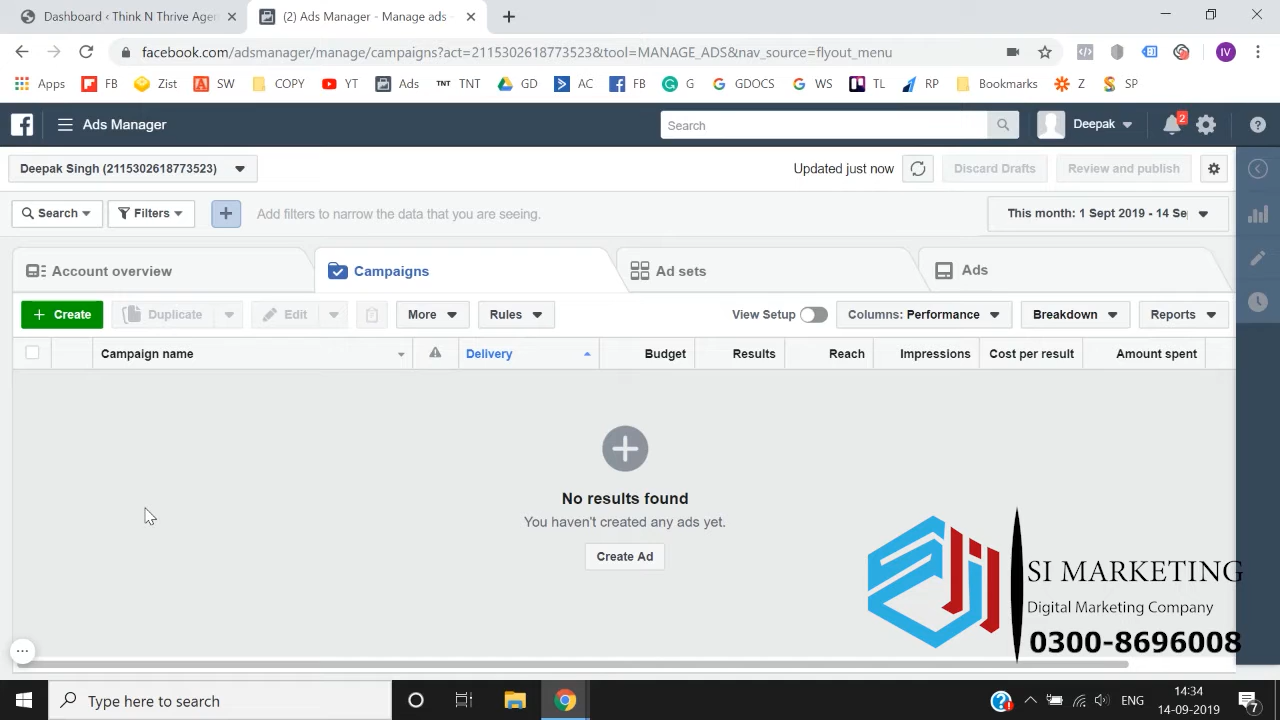 Dashboard ‹ Think N Thrive Agen
(2) Ads Manager - Manage ads -
facebook.com/adsmanager/manage/campaigns?act=2115302618773523&tool=MANAGE_ADS&nav_source=flyout_menu
IV
Apps FB Zist SW COPY YT Ads TNT TNT GD AC FB G GDOCS WS TL RP Bookmarks Z SP
Ads Manager
Search
Deepak
2
Deepak Singh (2115302618773523)
Updated just now
Discard Drafts
Review and publish
Search
Filters
Add filters to narrow the data that you are seeing.
This month: 1 Sept 2019 - 14 Se
Account overview
Campaigns
Ad sets
Ads
+ Create
Duplicate
Edit
More
Rules
View Setup
Columns: Performance
Breakdown
Reports
Campaign name
Delivery
Budget
Results
Reach
Impressions
Cost per result
Amount spent
No results found
You haven't created any ads yet.
Create Ad
SI MARKETING
Digital Marketing Company
0300-8696008
Type here to search
ENG
14:34
14-09-2019
7